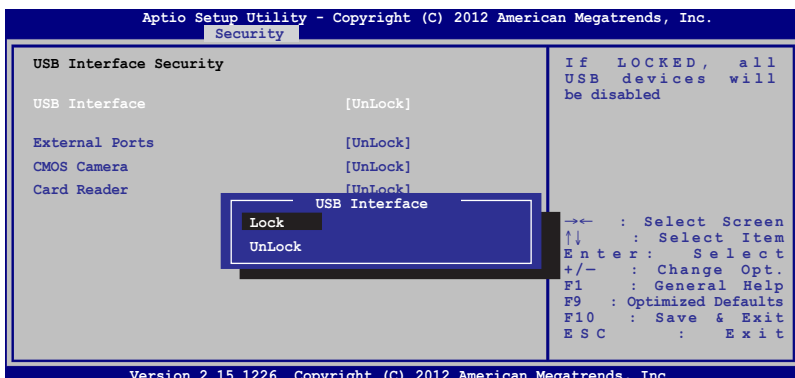 Aptio Setup Utility - Copyright (C) 2012 American Megatrends, Inc.
Security
USB Interface Security
USB Interface [UnLock]
External Ports [UnLock]
CMOS Camera [UnLock]
Card Reader [UnLock]
USB Interface
Lock
UnLock
If LOCKED, all
USB devices will
be disabled
→← : Select Screen
↑↓ : Select Item
Enter: Select
+/— : Change Opt.
F1 : General Help
F9 : Optimized Defaults
F10 : Save & Exit
ESC : Exit
Version 2.15.1226. Copyright (C) 2012 American Megatrends, Inc.